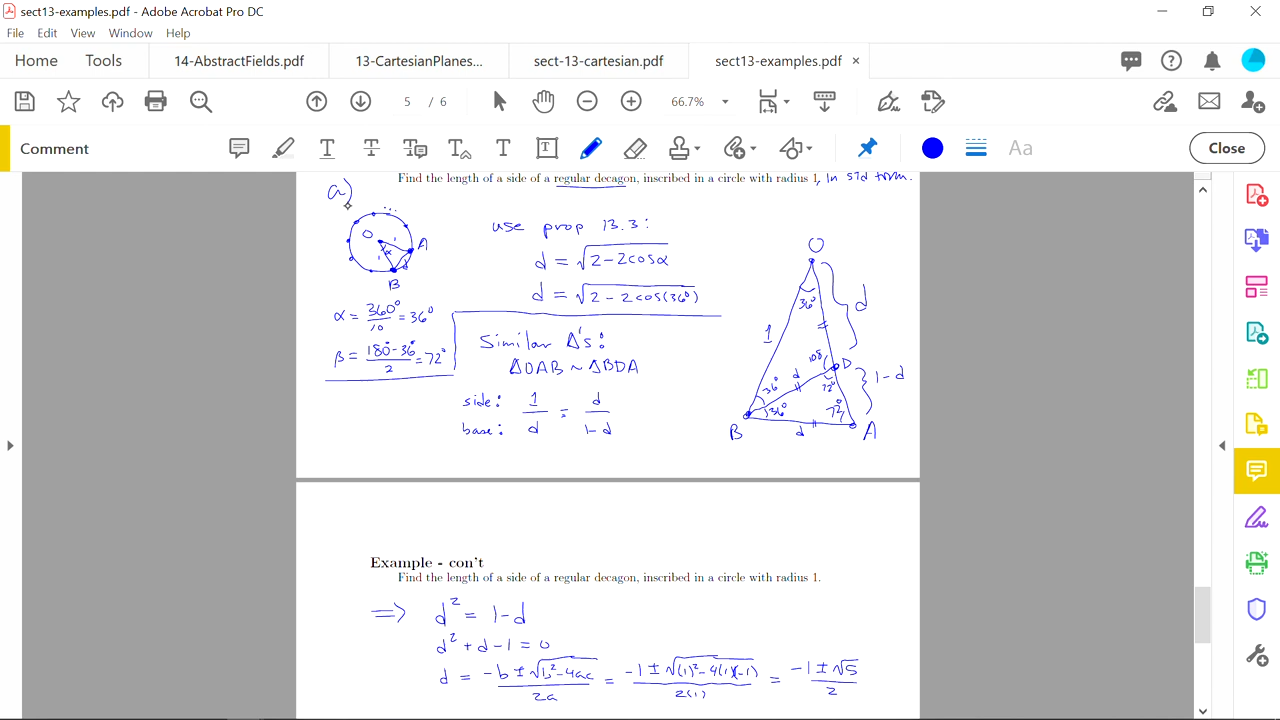 sect13-examples.pdf - Adobe Acrobat Pro DC
File Edit View Window Help
Home Tools 14-AbstractFields.pdf 13-CartesianPlanes... sect-13-cartesian.pdf sect13-examples.pdf ×
5 / 6 66.7%
Comment Aa Close
Find the length of a side of a regular decagon, inscribed in a circle with radius 1, in std form.
a)
...
O 1 A
1 α d
B
use prop 13.3:
d = √2-2cosα
d = √2-2cos(36°)
α = 360°/10 = 36°
β = 180°-36°/2 = 72°
Similar Δ's:
ΔOAB ~ ΔBDA
side: 1/d = d/1-d
base:
O
36° d
1
108° D
36° d 72° 1-d
36° 72°
B d A
Example - con't
Find the length of a side of a regular decagon, inscribed in a circle with radius 1.
⇒ d² = 1-d
d² + d - 1 = 0
d = -b ± √b²-4ac/2a = -1 ± √(1)²-4(1)(-1)/2(1) = -1 ± √5/2